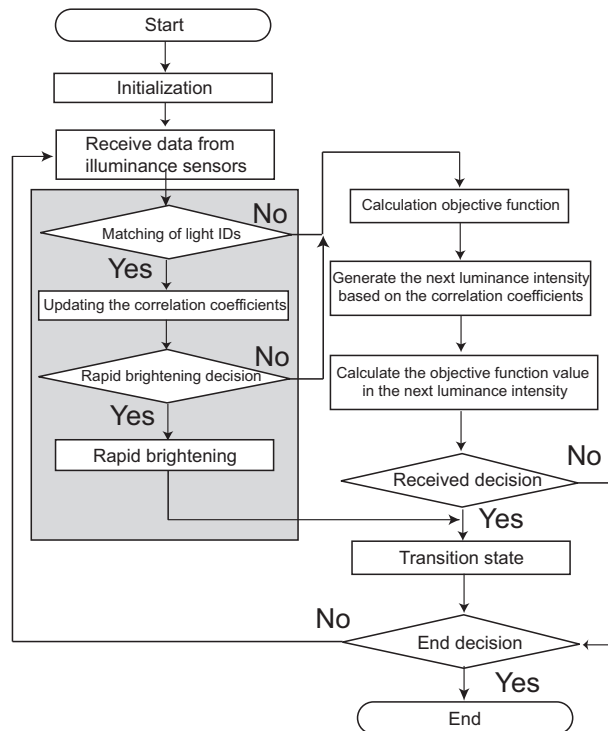 Start
Initialization
Receive data from
illuminance sensors
No
Matching of light IDs
Yes
Updating the correlation coefficients
No
Rapid brightening decision
Yes
Rapid brightening
Calculation objective function
Generate the next luminance intensity
based on the correlation coefficients
Calculate the objective function value
in the next luminance intensity
No
Received decision
Yes
Transition state
No
End decision
Yes
End